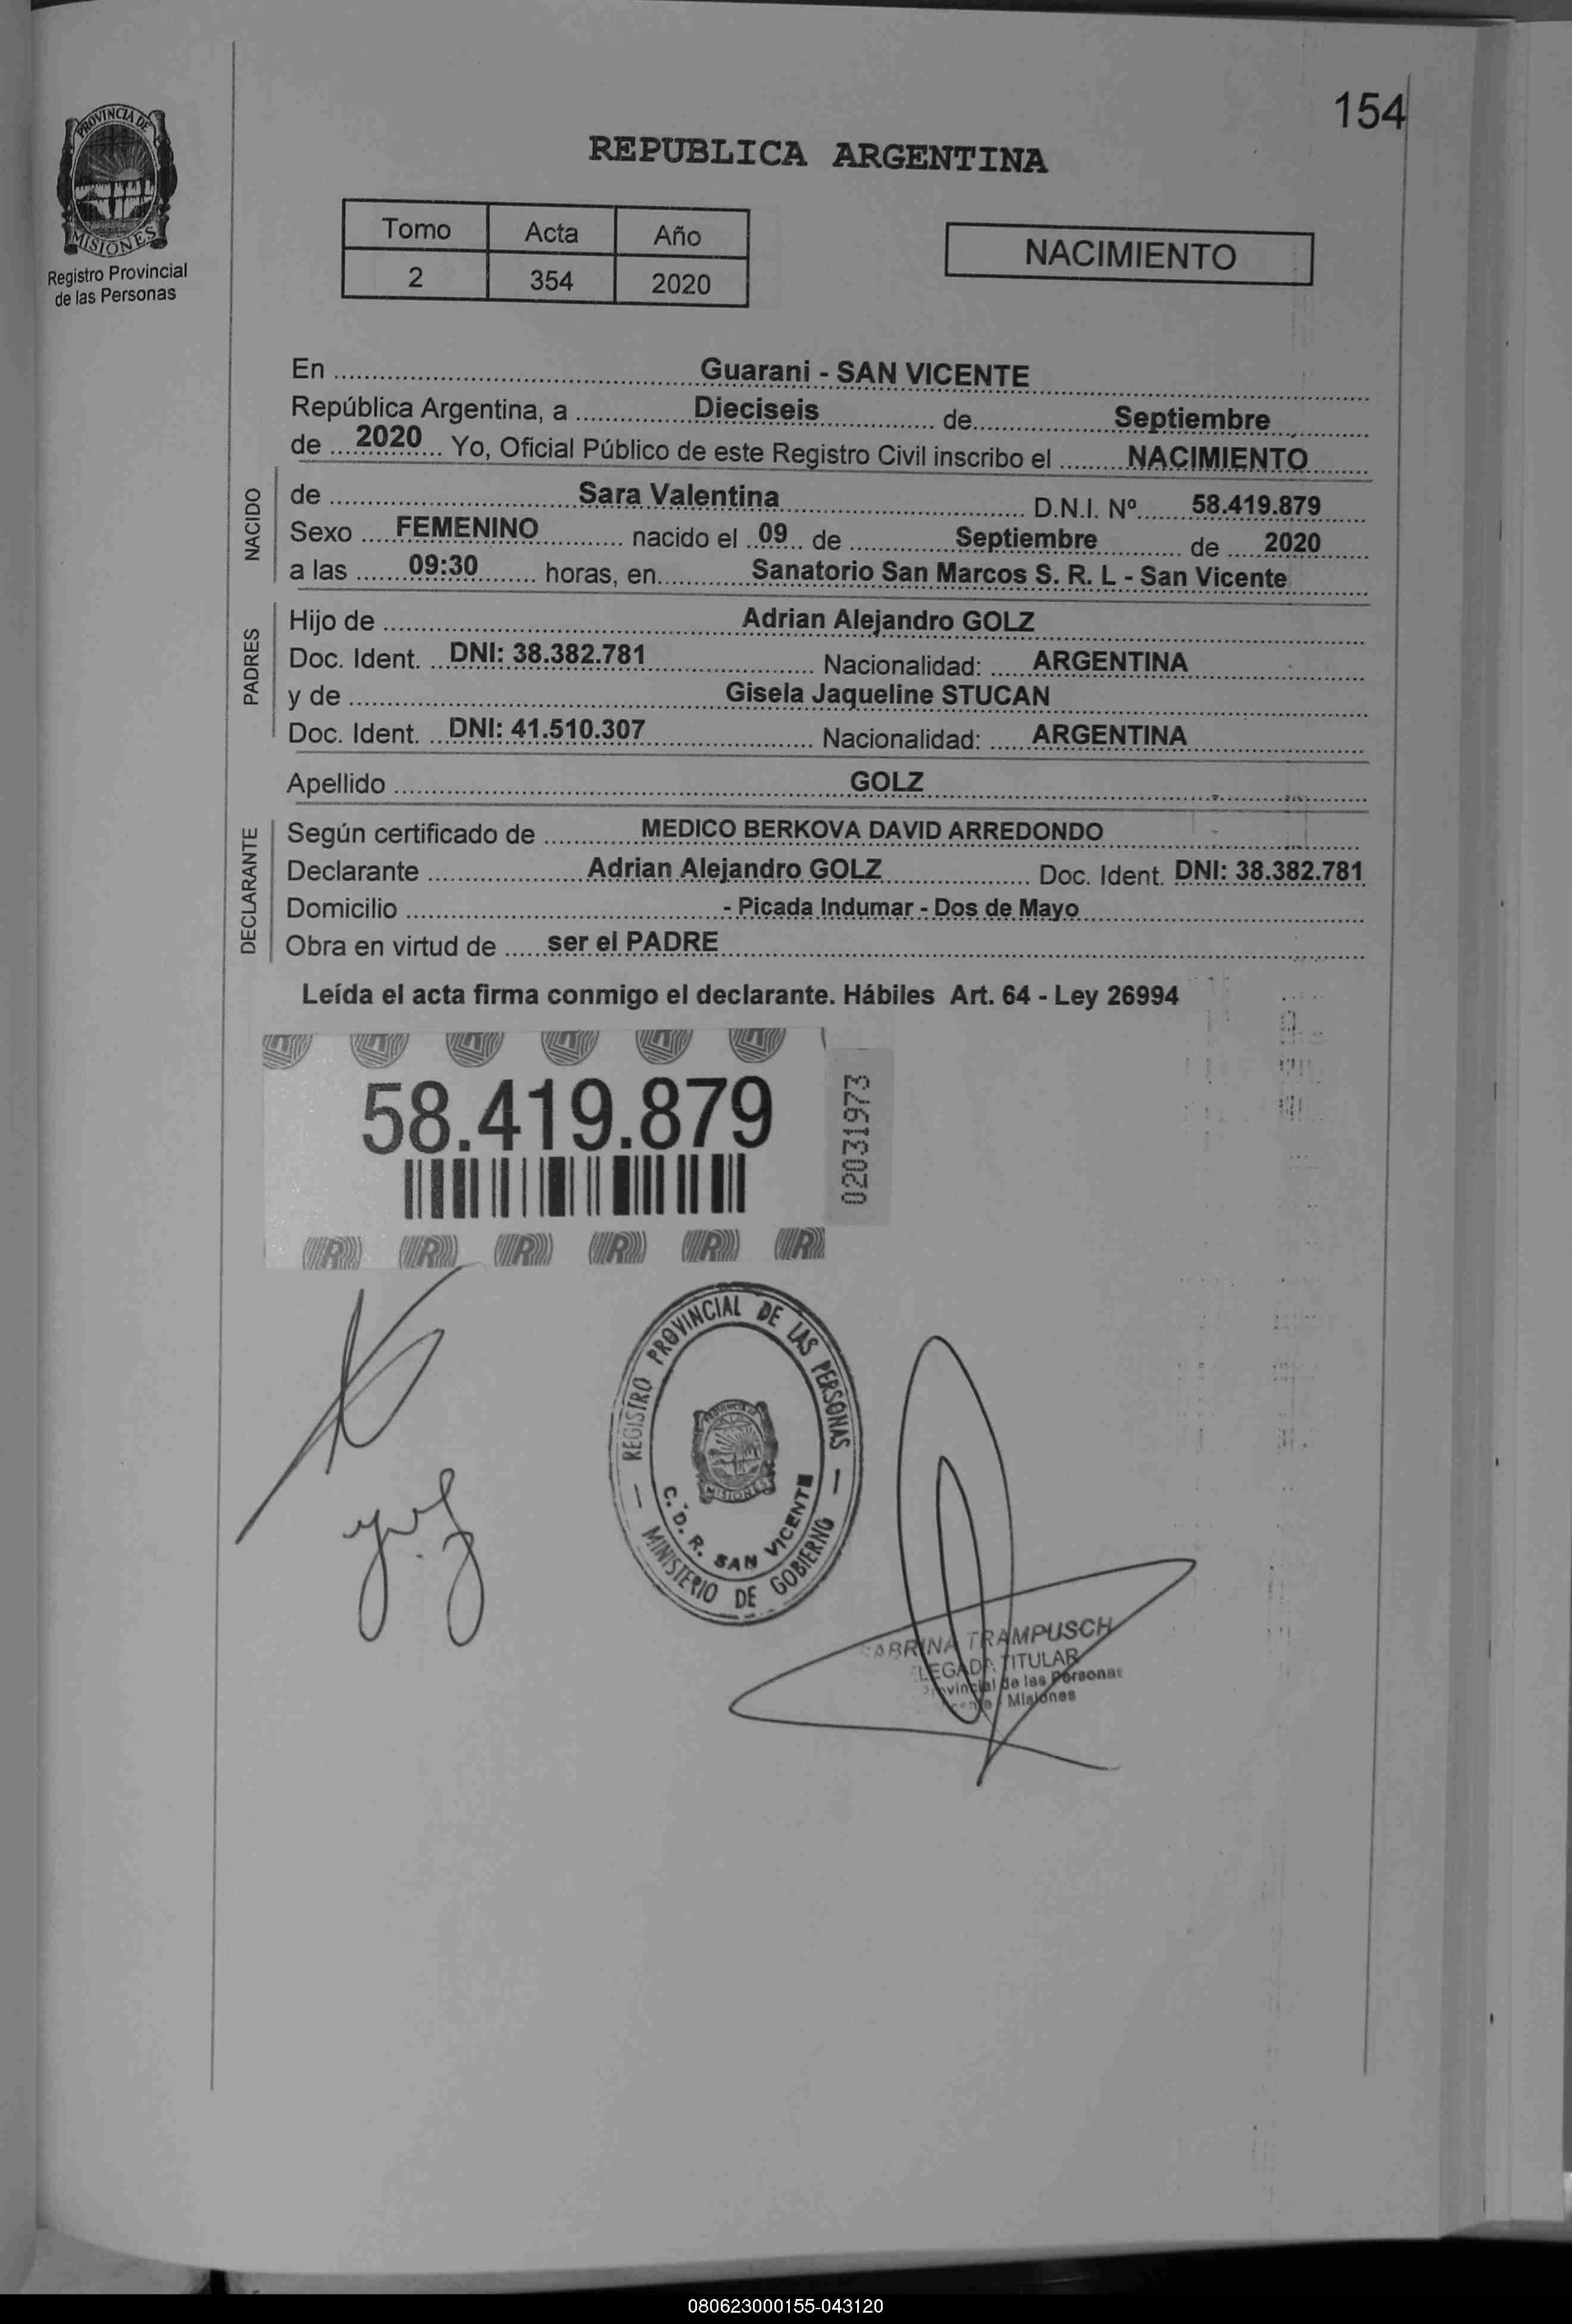 154
PROVINCIA DE
MISIONES
Registro Provincial
de las Personas
REPUBLICA ARGENTINA
Tomo Acta Año
2 354 2020
NACIMIENTO
En Guarani - SAN VICENTE
República Argentina, a Dieciseis de Septiembre
de 2020 Yo, Oficial Público de este Registro Civil inscribo el NACIMIENTO
NACIDO
de Sara Valentina D.N.I. Nº 58.419.879
Sexo FEMENINO nacido el 09 de Septiembre de 2020
a las 09:30 horas, en Sanatorio San Marcos S. R. L - San Vicente
PADRES
Hijo de Adrian Alejandro GOLZ
Doc. Ident. DNI: 38.382.781 Nacionalidad: ARGENTINA
y de Gisela Jaqueline STUCAN
Doc. Ident. DNI: 41.510.307 Nacionalidad: ARGENTINA
Apellido GOLZ
DECLARANTE
Según certificado de MEDICO BERKOVA DAVID ARREDONDO
Declarante Adrian Alejandro GOLZ Doc. Ident. DNI: 38.382.781
Domicilio - Picada Indumar - Dos de Mayo
Obra en virtud de ser el PADRE
Leída el acta firma conmigo el declarante. Hábiles Art. 64 - Ley 26994
58.419.879
02031973
REGISTRO PROVINCIAL DE LAS PERSONAS
C. D. R. SAN VICENTE
MINISTERIO DE GOBIERNO
TRAMPUSCH
TITULAR
de las Personas
Misiones
080623000155-043120